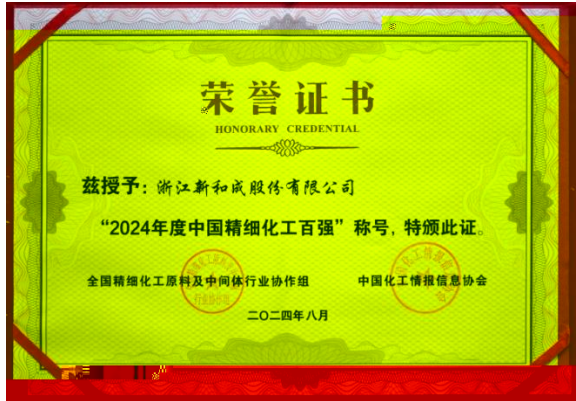 荣誉证书
HONORARY CREDENTIAL
兹授予：浙江新和成股份有限公司
“2024年度中国精细化工百强”称号，特颁此证。
全国精细化工原料及中间体行业协作组 中国化工情报信息协会
二〇二四年八月